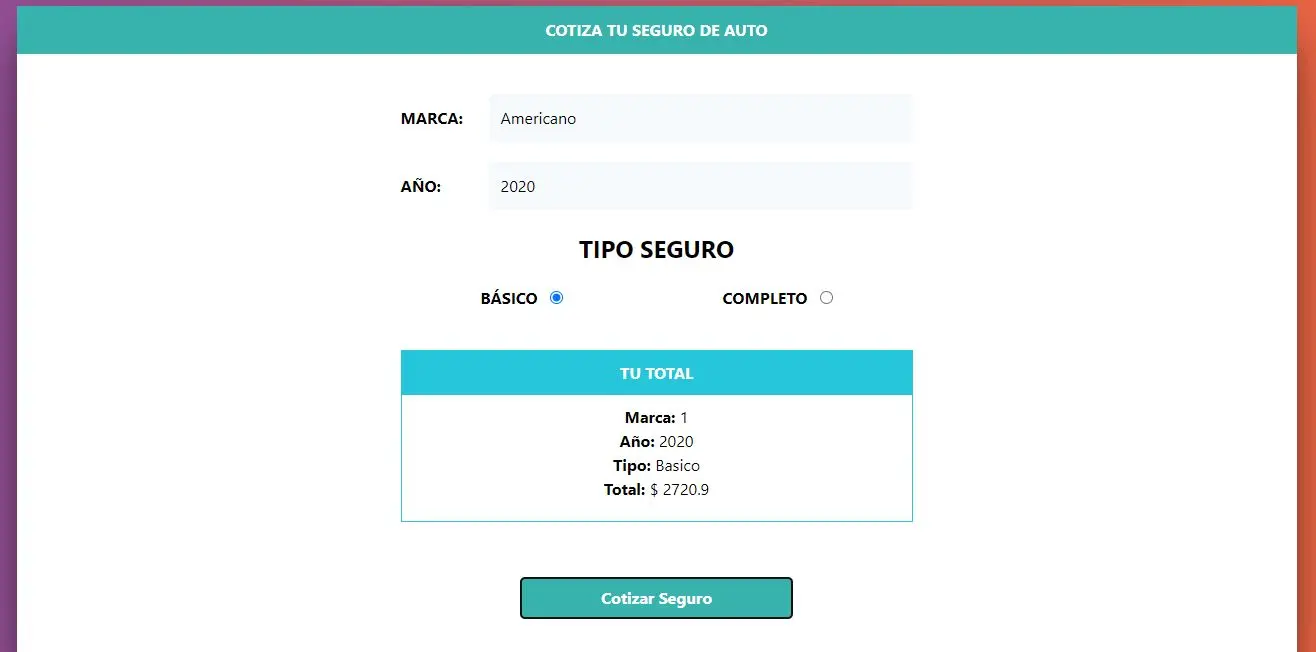 COTIZA TU SEGURO DE AUTO
MARCA: Americano
AÑO: 2020
TIPO SEGURO
BÁSICO COMPLETO
TU TOTAL
Marca: 1
Año: 2020
Tipo: Basico
Total: $ 2720.9
Cotizar Seguro